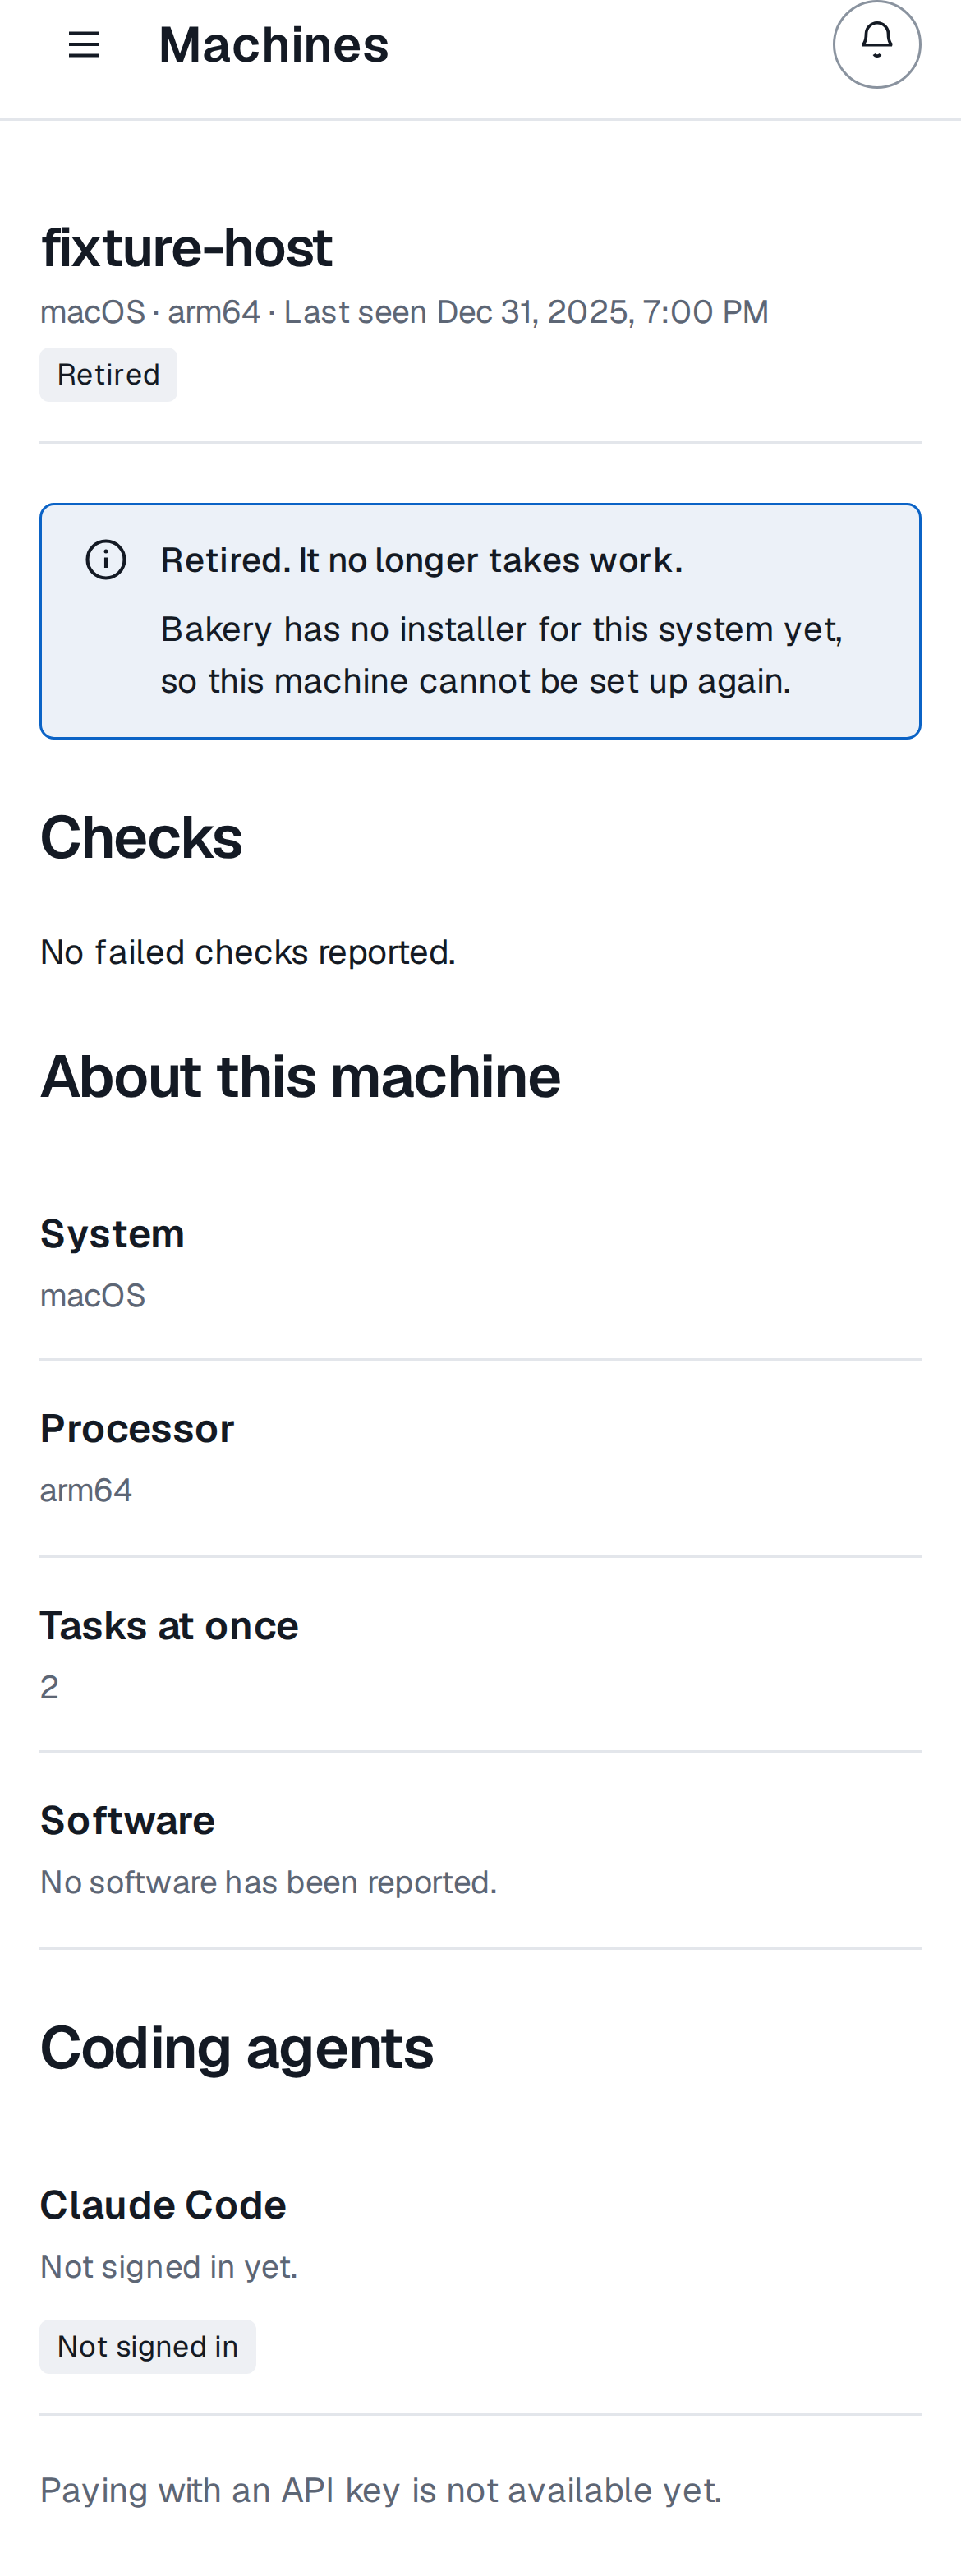 Machines
fixture-host
macOS · arm64 · Last seen Dec 31, 2025, 7:00 PM
Retired
Retired. It no longer takes work.
Bakery has no installer for this system yet,
so this machine cannot be set up again.
Checks
No failed checks reported.
About this machine
System
macOS
Processor
arm64
Tasks at once
2
Software
No software has been reported.
Coding agents
Claude Code
Not signed in yet.
Not signed in
Paying with an API key is not available yet.